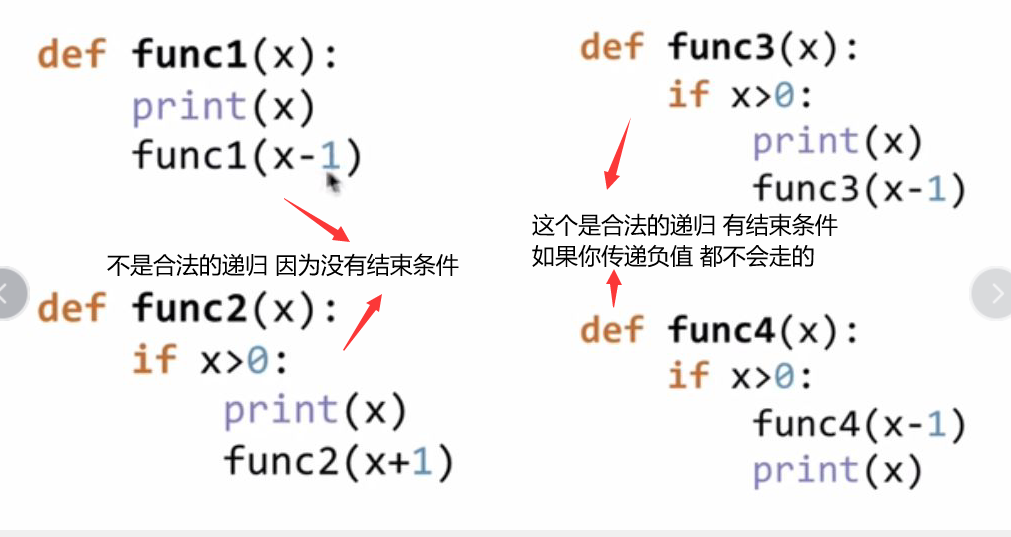 def func1(x):
print(x)
func1(x-1)
不是合法的递归 因为没有结束条件
def func2(x):
if x>0:
print(x)
func2(x+1)
def func3(x):
if x>0:
print(x)
func3(x-1)
这个是合法的递归 有结束条件
如果你传递负值 都不会走的
def func4(x):
if x>0:
func4(x-1)
print(x)